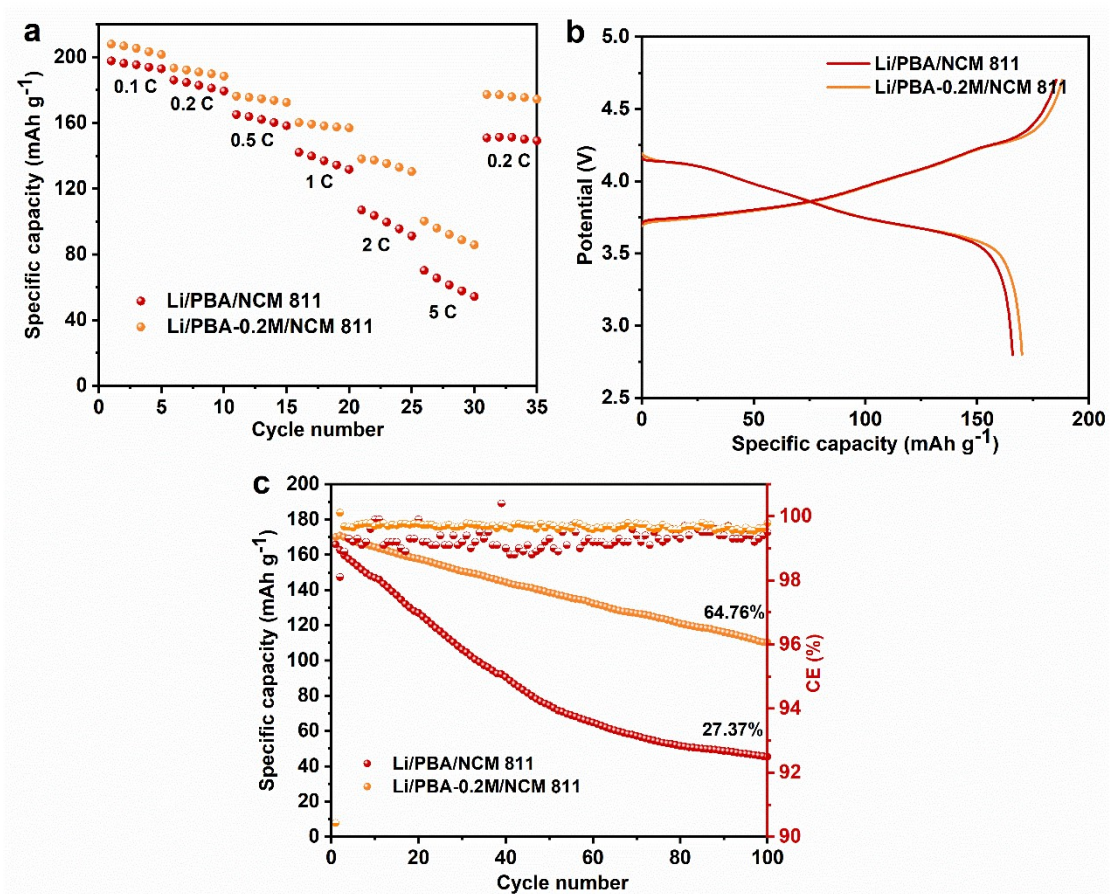 a
Specific capacity (mAh g⁻¹)
200
160
120
80
40
0
0.1 C
0.2 C
0.5 C
1 C
2 C
5 C
0.2 C
Li/PBA/NCM 811
Li/PBA-0.2M/NCM 811
0 5 10 15 20 25 30 35
Cycle number
b
Potential (V)
5.0
4.5
4.0
3.5
3.0
2.5
Li/PBA/NCM 811
Li/PBA-0.2M/NCM 811
0 50 100 150 200
Specific capacity (mAh g⁻¹)
c
Specific capacity (mAh g⁻¹)
200
180
160
140
120
100
80
60
40
20
0
64.76%
27.37%
Li/PBA/NCM 811
Li/PBA-0.2M/NCM 811
100
98
96
94
92
90
CE (%)
0 20 40 60 80 100
Cycle number